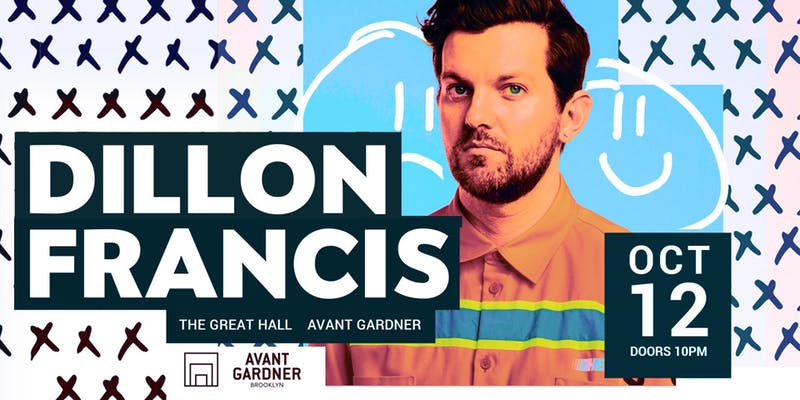 DILLON
FRANCIS
THE GREAT HALL AVANT GARDNER
AVANT
GARDNER
BROOKLYN
OCT
12
DOORS 10PM